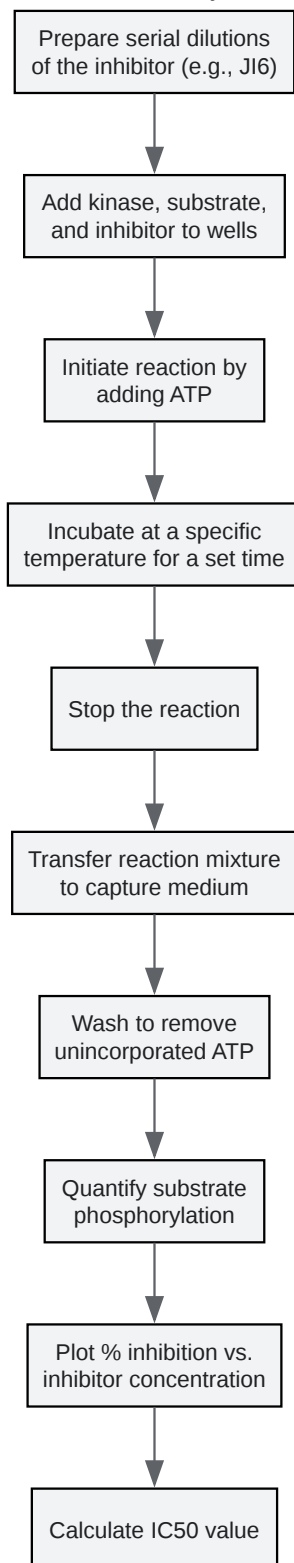 Prepare serial dilutions
of the inhibitor (e.g., JI6)
Add kinase, substrate,
and inhibitor to wells
Initiate reaction by
adding ATP
Incubate at a specific
temperature for a set time
Stop the reaction
Transfer reaction mixture
to capture medium
Wash to remove
unincorporated ATP
Quantify substrate
phosphorylation
Plot % inhibition vs.
inhibitor concentration
Calculate IC50 value